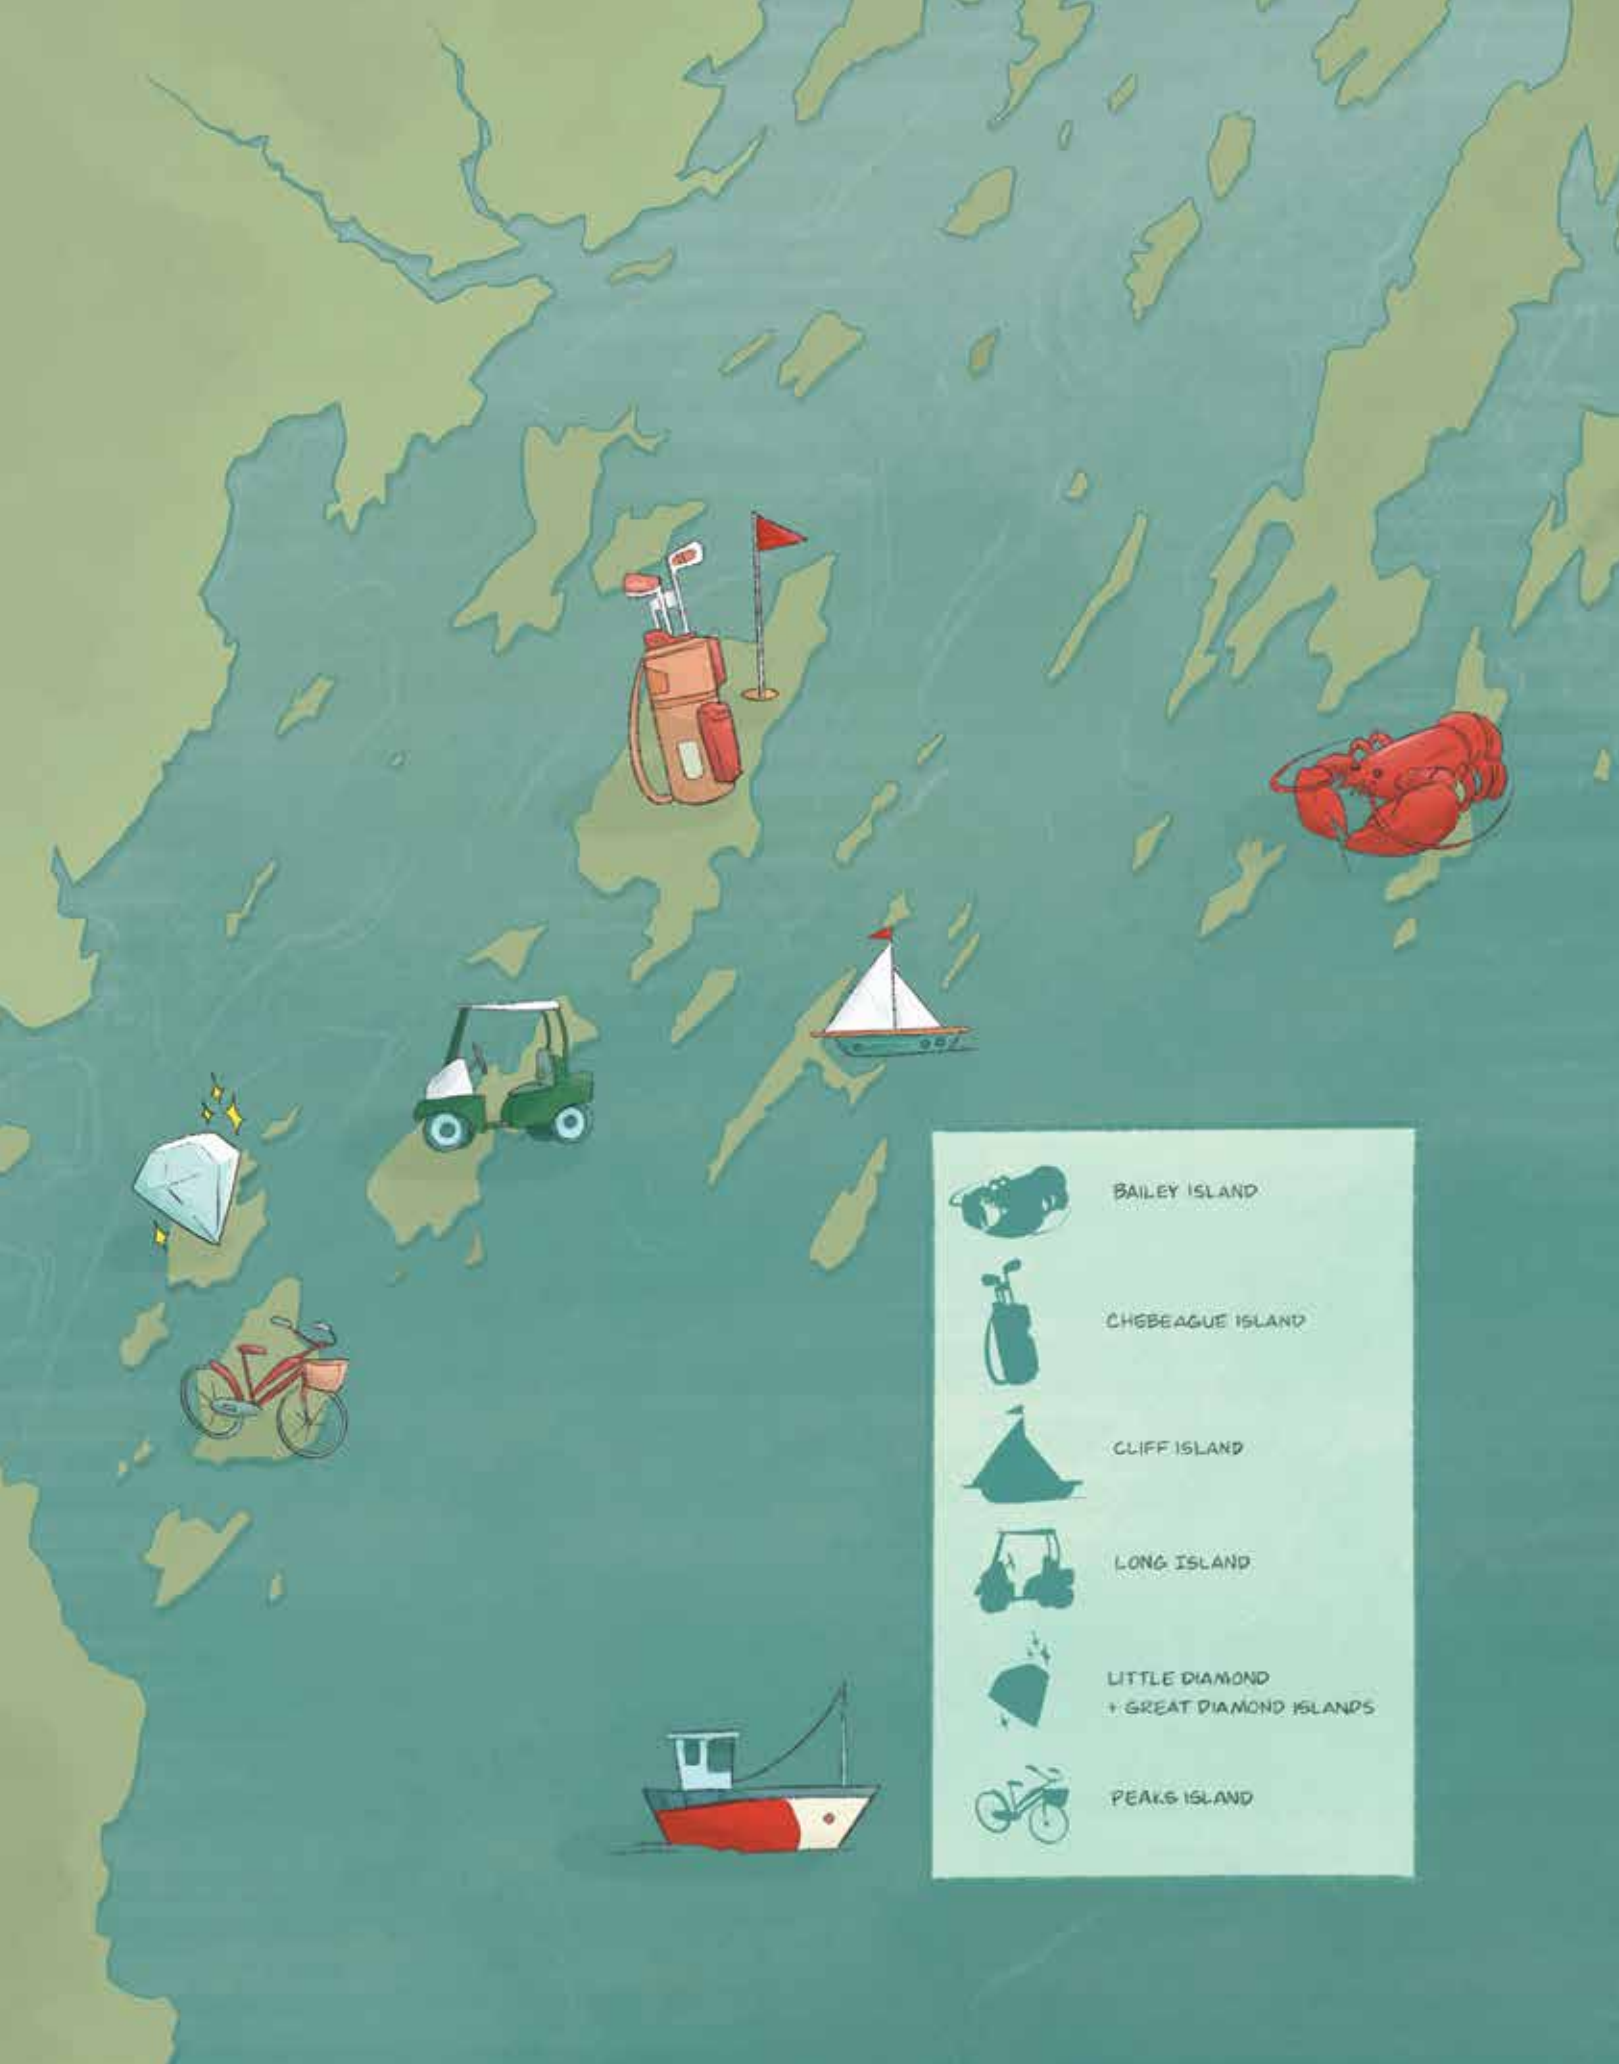 BAILEY ISLAND
CHEBEAGUE ISLAND
CLIFF ISLAND
LONG ISLAND
LITTLE DIAMOND
+ GREAT DIAMOND ISLANDS
PEAKS ISLAND